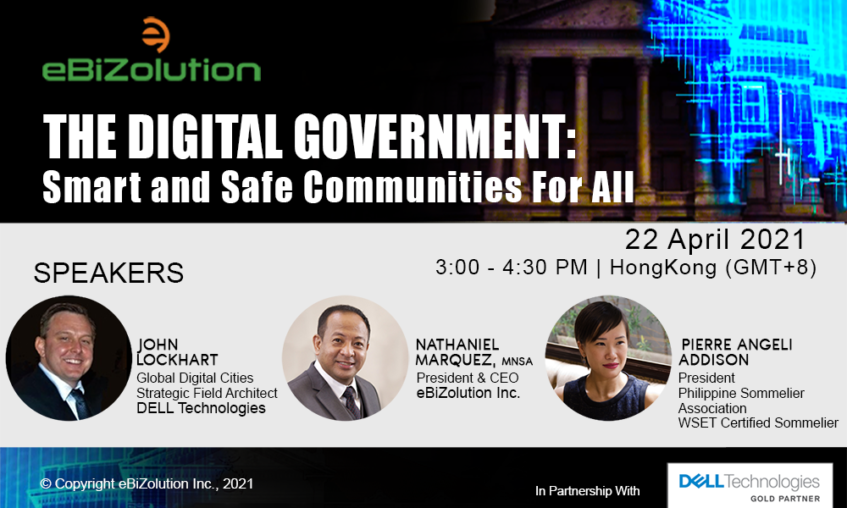 eBiZolution
THE DIGITAL GOVERNMENT:
Smart and Safe Communities For All
22 April 2021
3:00 - 4:30 PM | HongKong (GMT+8)
SPEAKERS
JOHN
LOCKHART
Global Digital Cities
Strategic Field Architect
DELL Technologies
NATHANIEL
MARQUEZ, MNSA
President & CEO
eBiZolution Inc.
PIERRE ANGELI
ADDISON
President
Philippine Sommelier
Association
WSET Certified Sommelier
© Copyright eBiZolution Inc., 2021
In Partnership With
DELLTechnologies
GOLD PARTNER